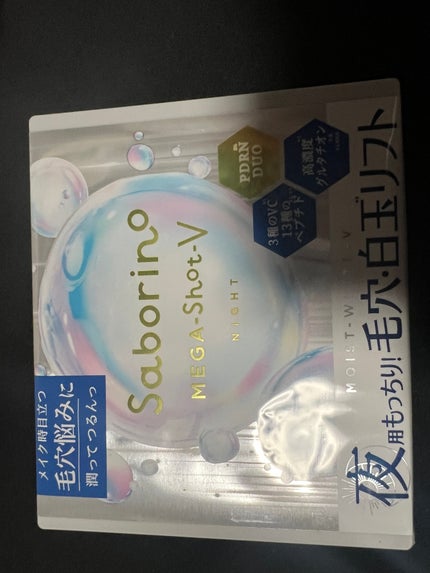 メイク時目立つ
毛穴悩みに
潤ってつるんっ
Saborino
MEGA-Shot-V
NIGHT
PDRN
DUO
高濃度
グルタチオン
3種のVC
13種の
ペプチド
MOIST-W
夜用もっちり!毛穴・白玉リフト